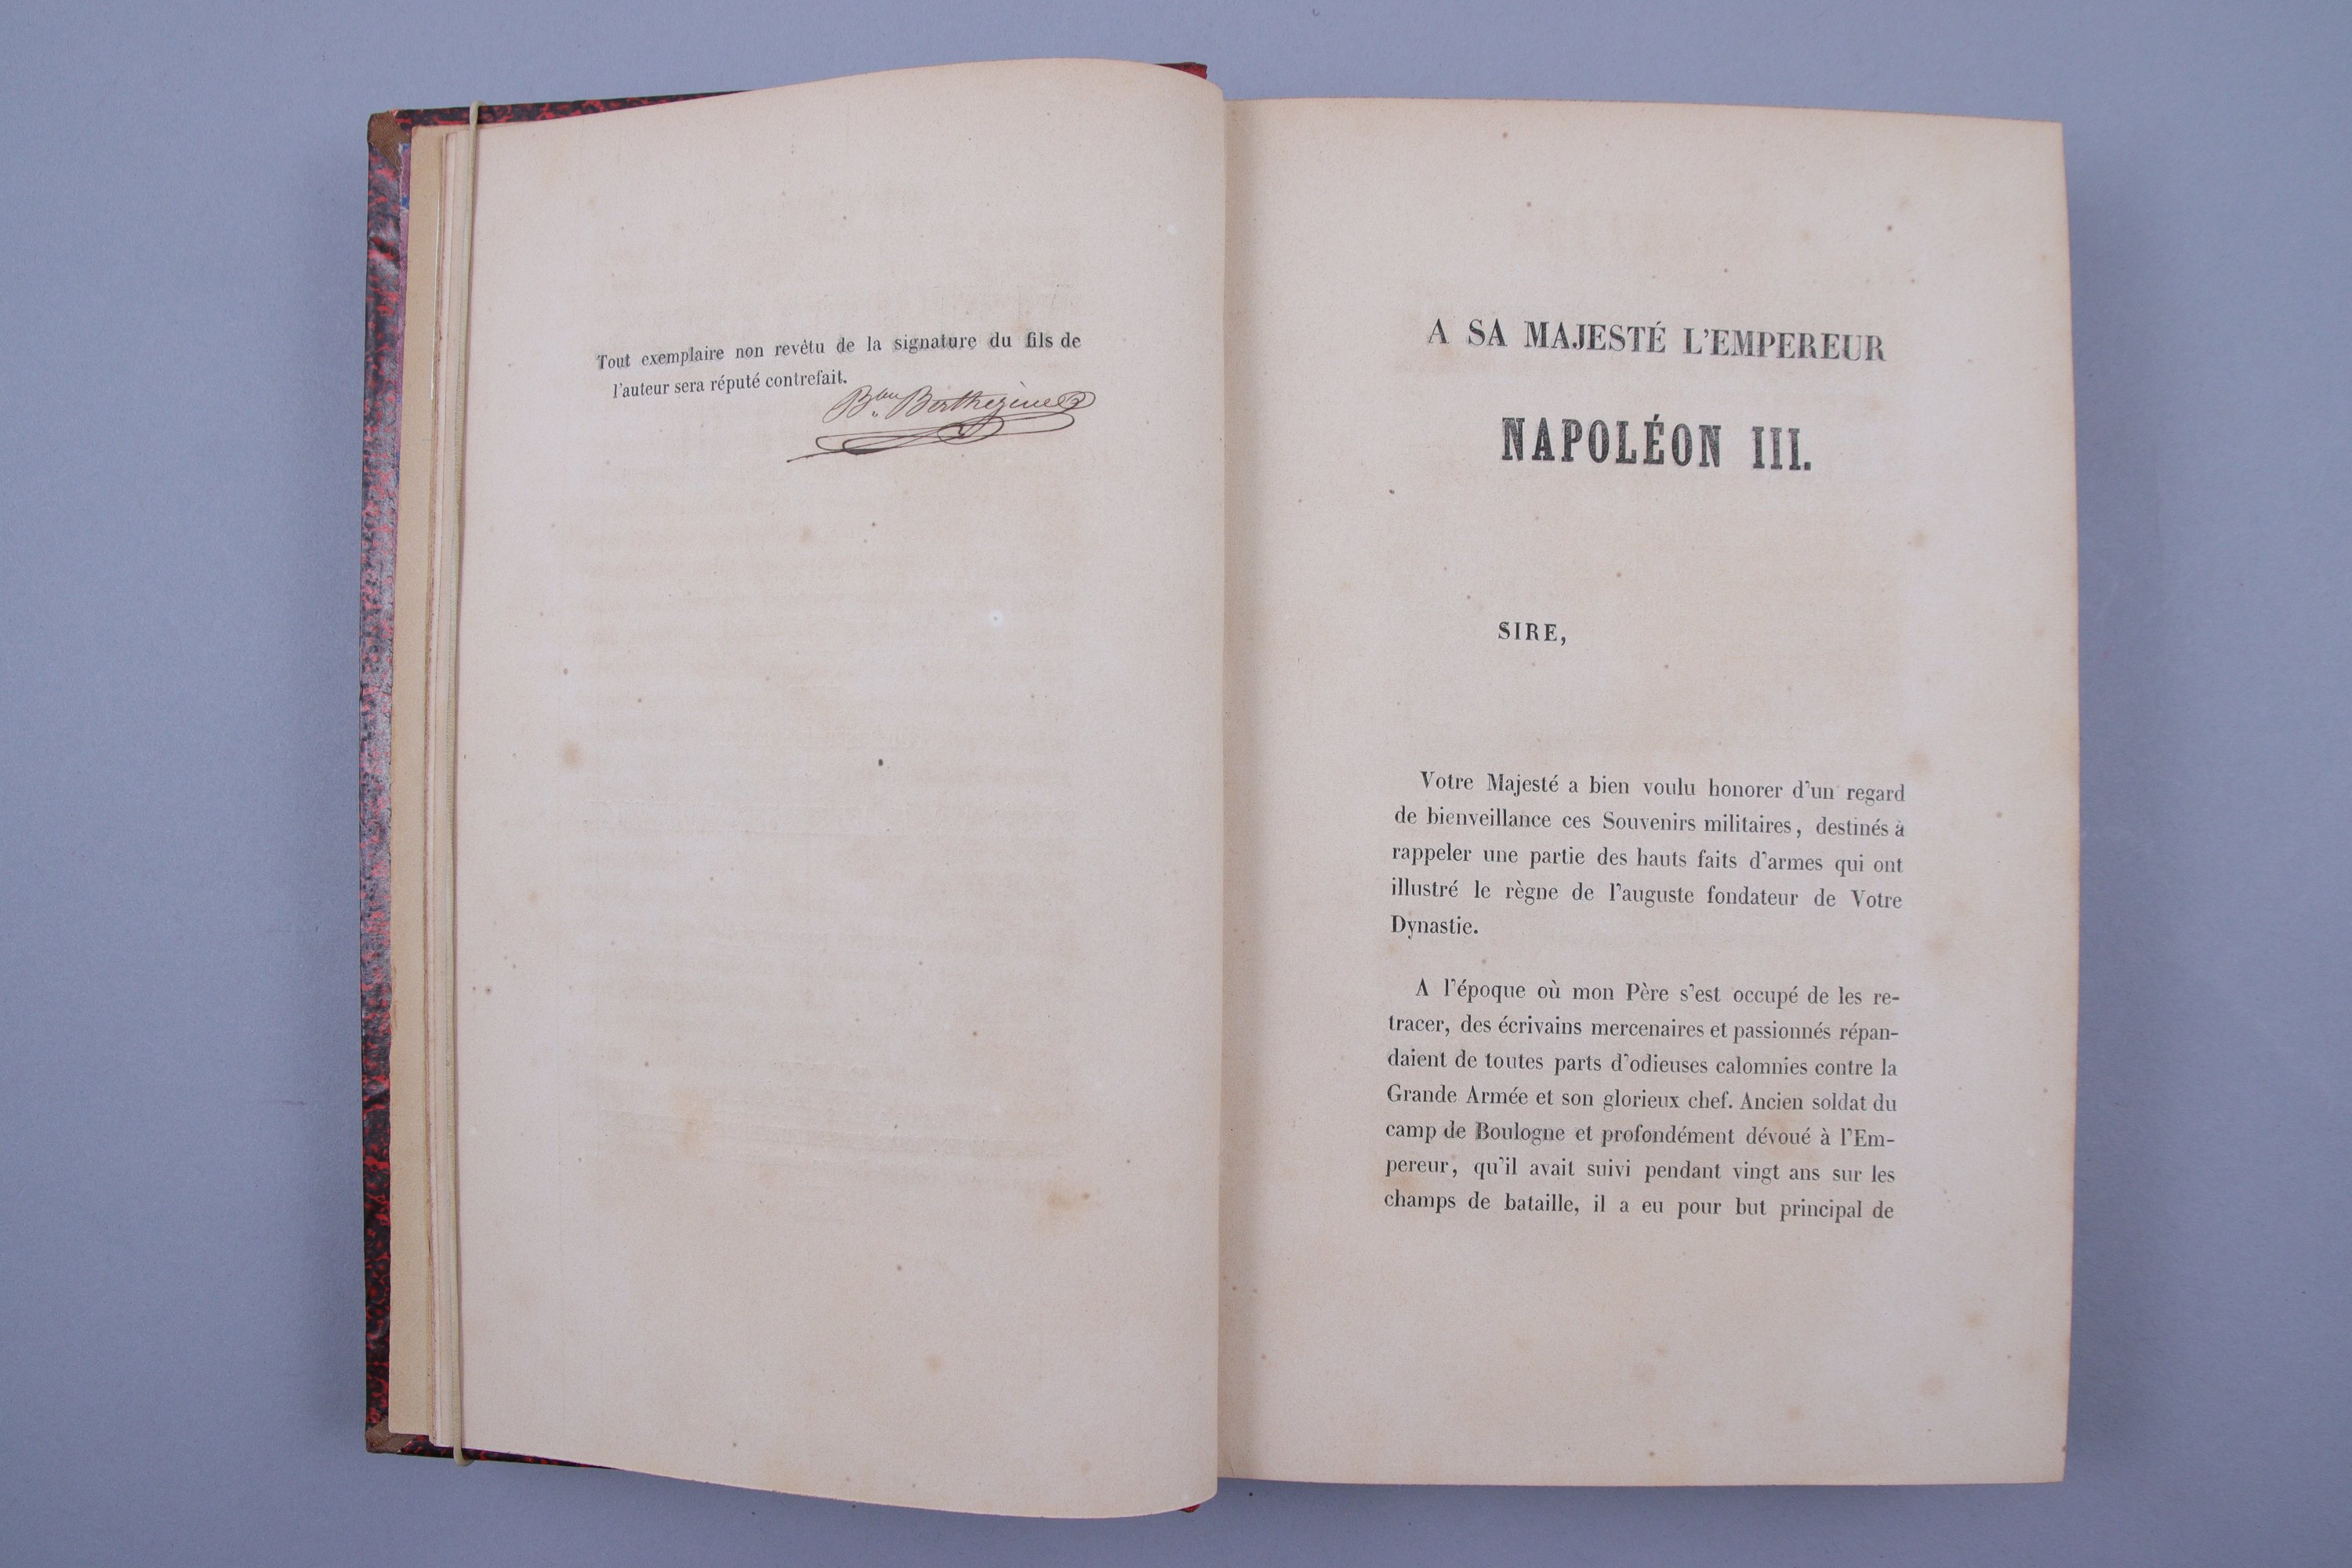 Tout exemplaire non revêtu de la signature du fils de
l'auteur sera réputé contrefait.
Bon Berthezène
A SA MAJESTÉ L'EMPEREUR
NAPOLÉON III.
SIRE,
Votre Majesté a bien voulu honorer d'un regard
de bienveillance ces Souvenirs militaires, destinés à
rappeler une partie des hauts faits d'armes qui ont
illustré le règne de l'auguste fondateur de Votre
Dynastie.
A l'époque où mon Père s'est occupé de les re-
tracer, des écrivains mercenaires et passionnés répan-
daient de toutes parts d'odieuses calomnies contre la
Grande Armée et son glorieux chef. Ancien soldat du
camp de Boulogne et profondément dévoué à l'Em-
pereur, qu'il avait suivi pendant vingt ans sur les
champs de bataille, il a eu pour but principal de